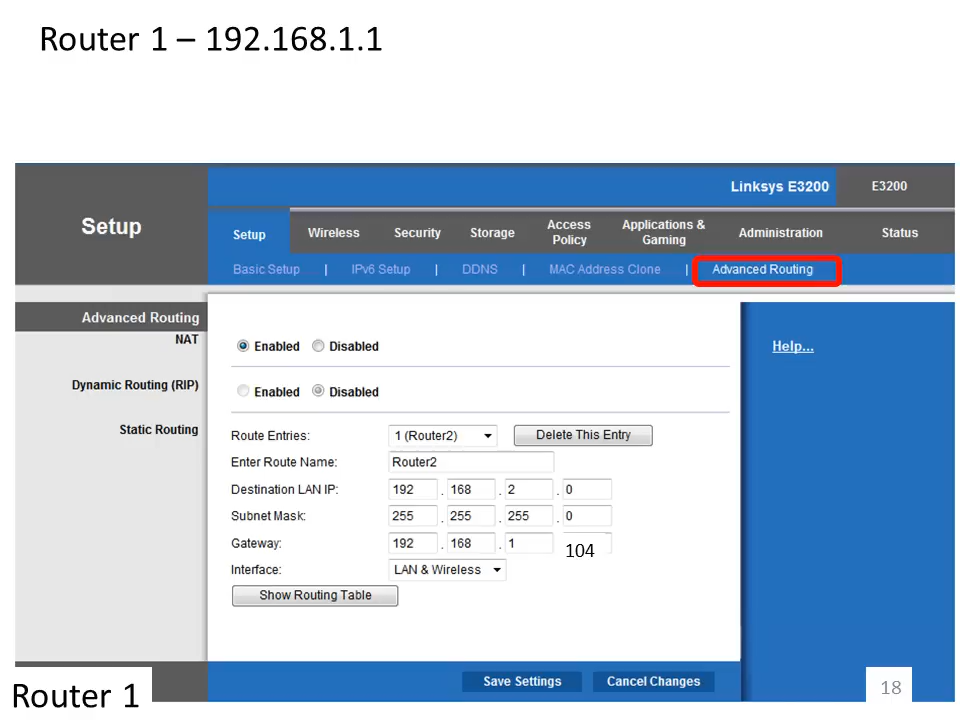 Router 1 – 192.168.1.1
Linksys E3200 E3200
Setup
Setup Wireless Security Storage Access Policy Applications & Gaming Administration Status
Basic Setup | IPv6 Setup | DDNS | MAC Address Clone | Advanced Routing
Advanced Routing
NAT
Enabled Disabled
Help...
Dynamic Routing (RIP)
Enabled Disabled
Static Routing
Route Entries: 1 (Router2) Delete This Entry
Enter Route Name: Router2
Destination LAN IP: 192 . 168 . 2 . 0
Subnet Mask: 255 . 255 . 255 . 0
Gateway: 192 . 168 . 1 104
Interface: LAN & Wireless
Show Routing Table
Save Settings Cancel Changes
Router 1
18